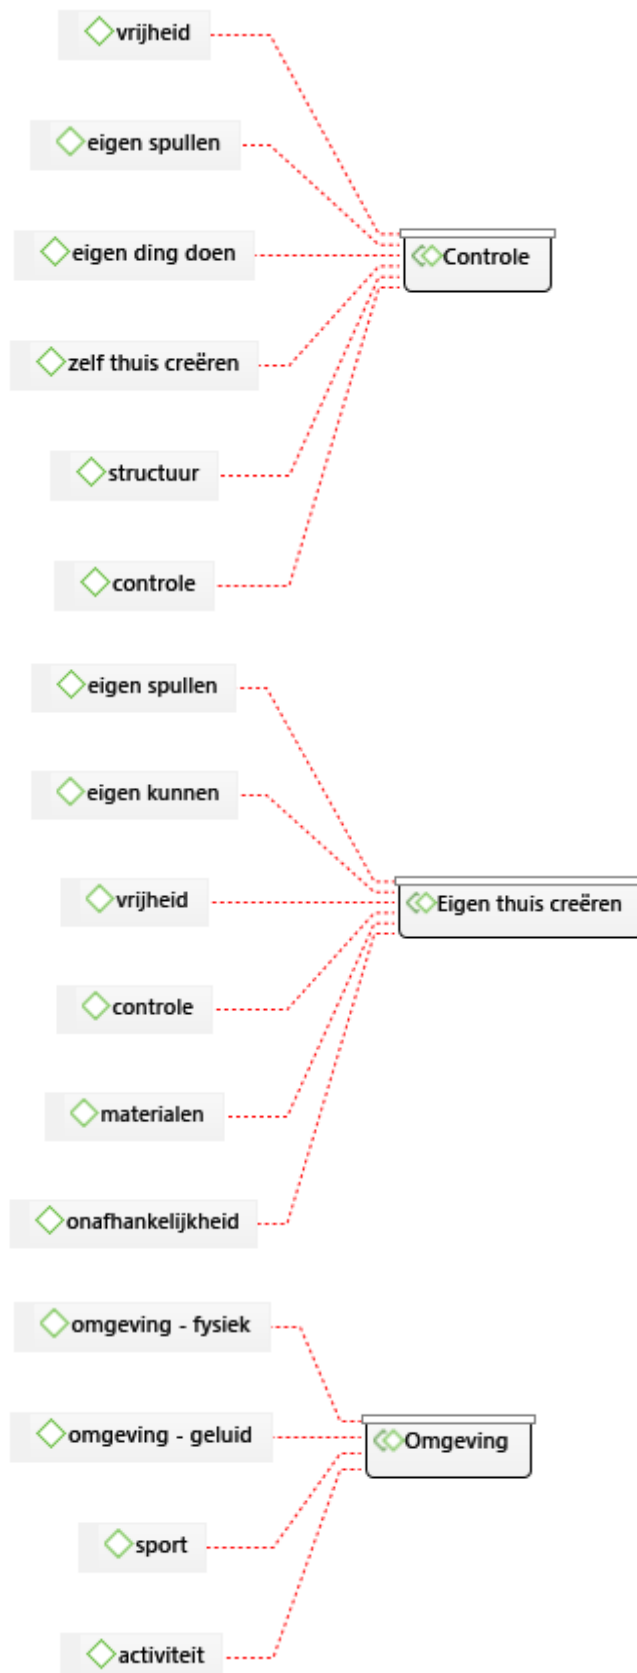 vrijheid
eigen spullen
eigen ding doen
Controle
zelf thuis creëren
structuur
controle
eigen spullen
eigen kunnen
vrijheid
Eigen thuis creëren
controle
materialen
onafhankelijkheid
omgeving - fysiek
omgeving - geluid
Omgeving
sport
activiteit